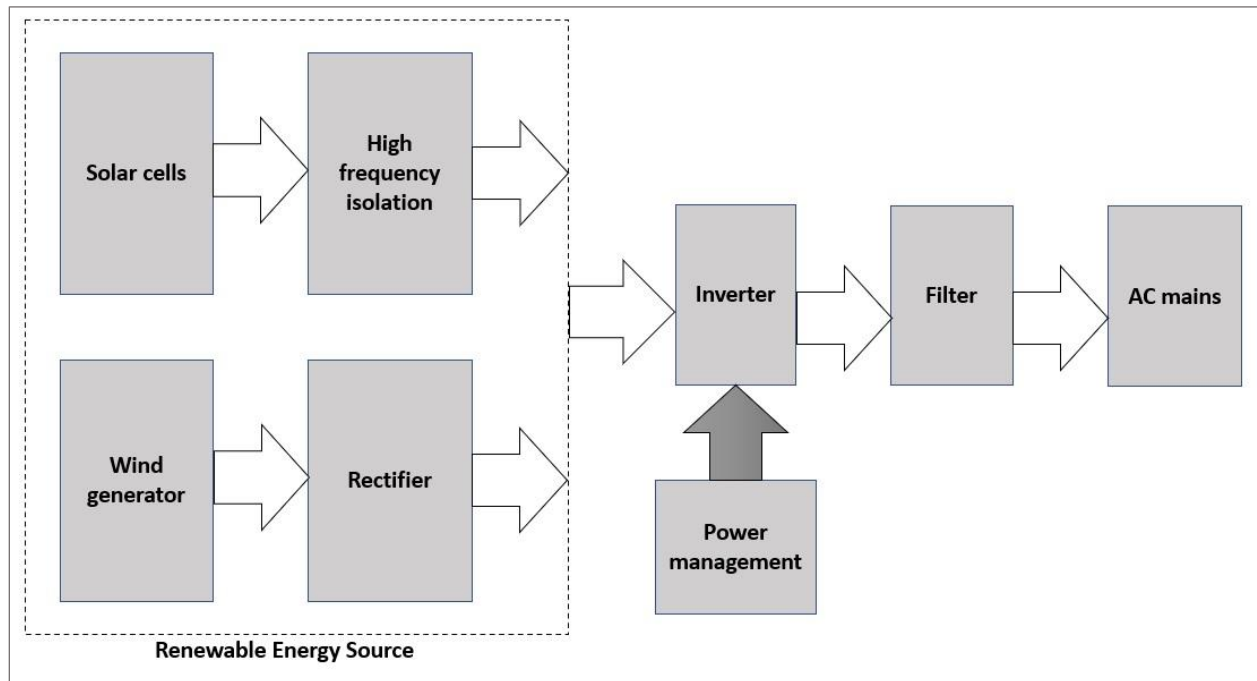 Solar cells
High
frequency
isolation
Inverter
Filter
AC mains
Wind
generator
Rectifier
Power
management
Renewable Energy Source